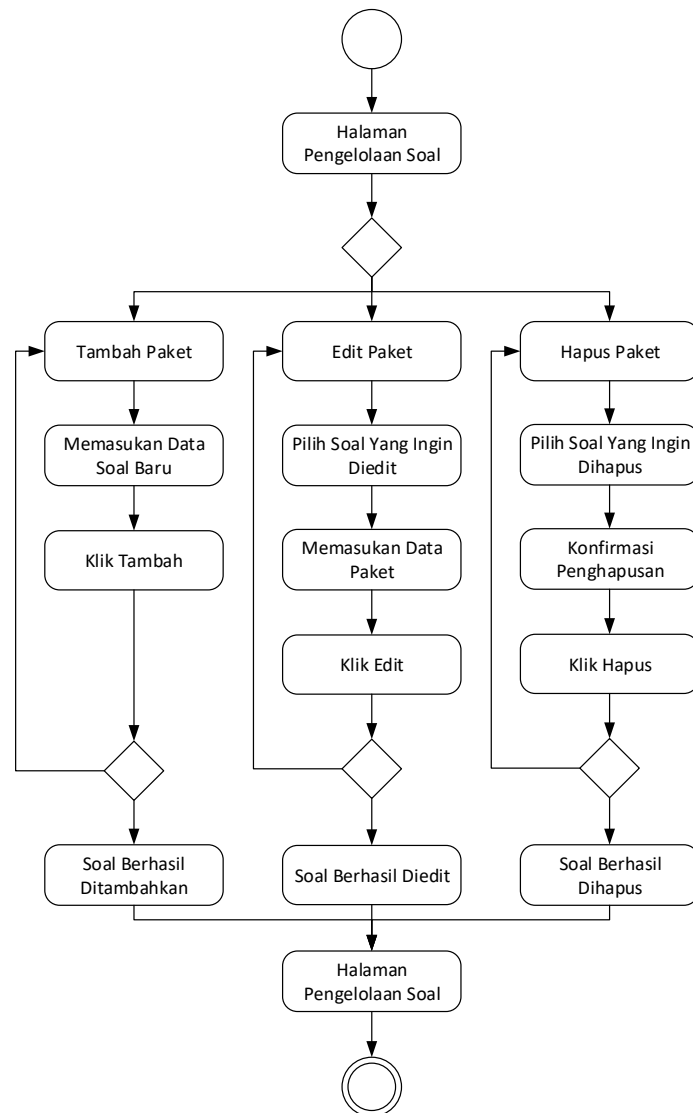 Halaman
Pengelolaan Soal
Tambah Paket
Edit Paket
Hapus Paket
Memasukan Data
Soal Baru
Pilih Soal Yang Ingin
Diedit
Pilih Soal Yang Ingin
Dihapus
Klik Tambah
Memasukan Data
Paket
Konfirmasi
Penghapusan
Klik Edit
Klik Hapus
Soal Berhasil
Ditambahkan
Soal Berhasil Diedit
Soal Berhasil
Dihapus
Halaman
Pengelolaan Soal